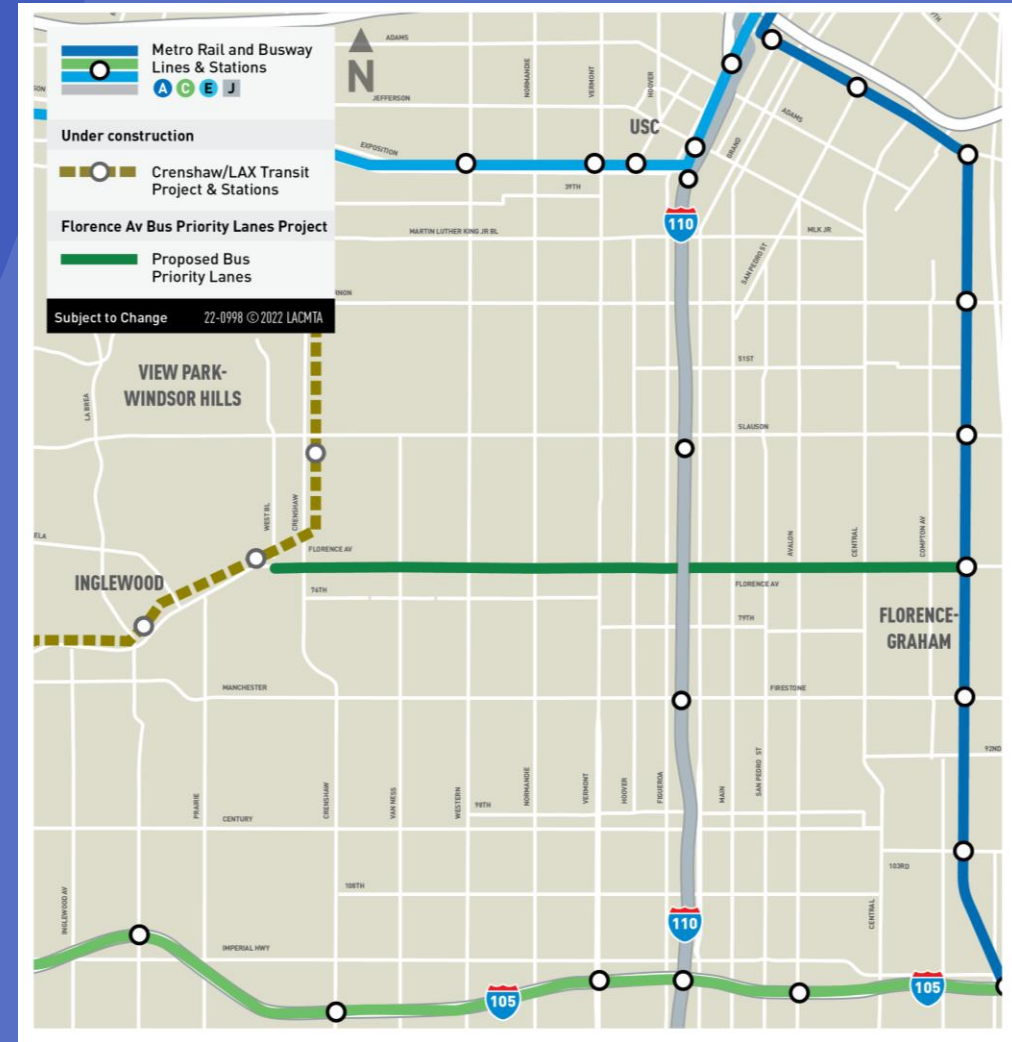 Metro Rail and Busway
Lines & Stations
A C E J
Under construction
Crenshaw/LAX Transit
Project & Stations
Florence Av Bus Priority Lanes Project
Proposed Bus
Priority Lanes
Subject to Change 22-0998 © 2022 LACMTA
N
ADAMS
JEFFERSON
NORMANDIE
VERMONT
HOOVER
USC
ADAMS
GRAND
EXPOSITION
39TH
110
MARTIN LUTHER KING JR BL
MLK JR
SAN PEDRO ST
RNON
51ST
VIEW PARK-
WINDSOR HILLS
LA BREA
SLAUSON
WEST BL
CRENSHAW
ELA
FLORENCE AV
AVALON
CENTRAL
COMPTON AV
INGLEWOOD
76TH
FLORENCE AV
FLORENCE-
GRAHAM
79TH
MANCHESTER
FIRESTONE
92ND
PRAIRIE
CRENSHAW
VAN NESS
WESTERN
NORMANDIE
VERMONT
HOOVER
FIGUEROA
MAIN
SAN PEDRO ST
98TH
CENTURY
103RD
108TH
INGLEWOOD AV
CENTRAL
110
IMPERIAL HWY
105
105